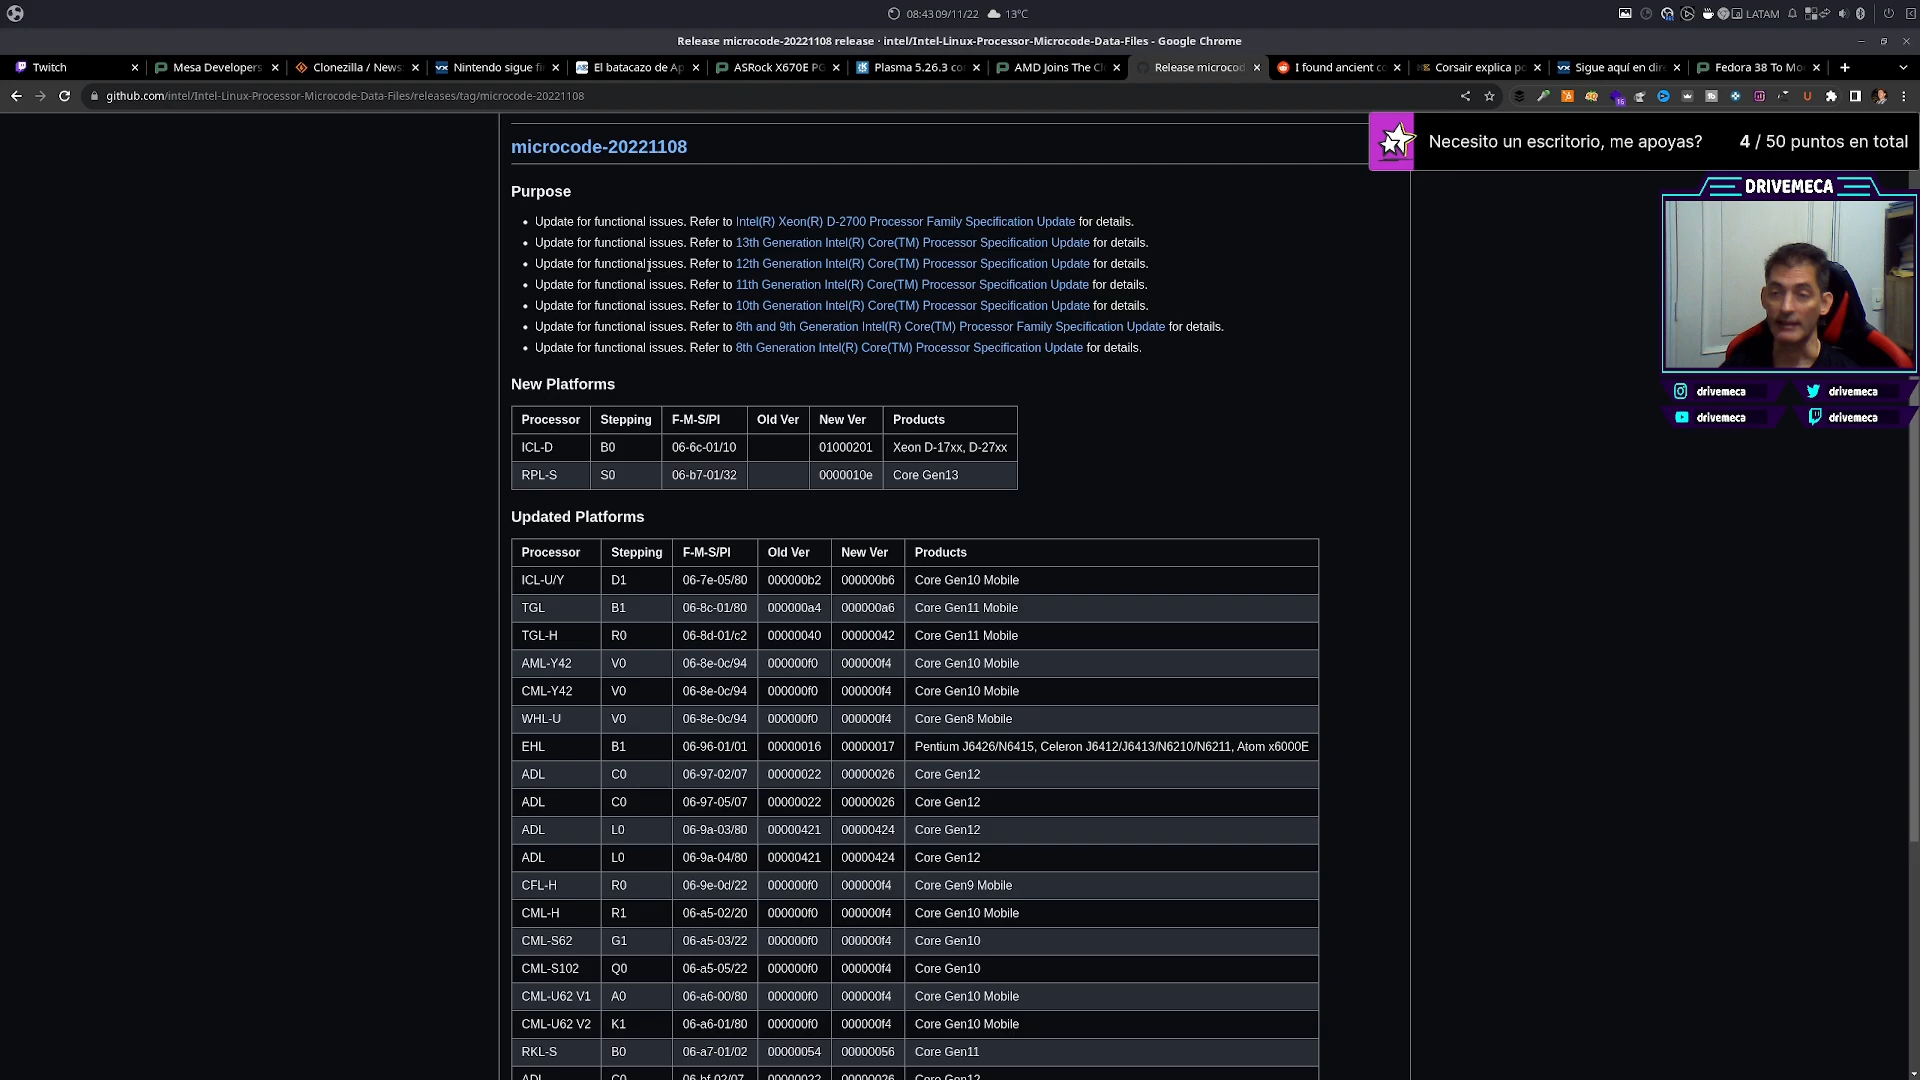 08:43 09/11/22 13°C
LATAM
Release microcode-20221108 release · intel/Intel-Linux-Processor-Microcode-Data-Files - Google Chrome
Twitch
Mesa Developers
Clonezilla / News:
Nintendo sigue fi
El batacazo de Ap
ASRock X670E PG
Plasma 5.26.3 co
AMD Joins The Cl
Release microcod
I found ancient c
Corsair explica po
Sigue aquí en dire
Fedora 38 To Mo
github.com/intel/Intel-Linux-Processor-Microcode-Data-Files/releases/tag/microcode-20221108
Necesito un escritorio, me apoyas? 4 / 50 puntos en total
DRIVEMECA
drivemeca
drivemeca
drivemeca
drivemeca
microcode-20221108
Purpose
• Update for functional issues. Refer to Intel(R) Xeon(R) D-2700 Processor Family Specification Update for details.
• Update for functional issues. Refer to 13th Generation Intel(R) Core(TM) Processor Specification Update for details.
• Update for functional issues. Refer to 12th Generation Intel(R) Core(TM) Processor Specification Update for details.
• Update for functional issues. Refer to 11th Generation Intel(R) Core(TM) Processor Specification Update for details.
• Update for functional issues. Refer to 10th Generation Intel(R) Core(TM) Processor Specification Update for details.
• Update for functional issues. Refer to 8th and 9th Generation Intel(R) Core(TM) Processor Family Specification Update for details.
• Update for functional issues. Refer to 8th Generation Intel(R) Core(TM) Processor Specification Update for details.
New Platforms
Processor Stepping F-M-S/PI Old Ver New Ver Products
ICL-D B0 06-6c-01/10 01000201 Xeon D-17xx, D-27xx
RPL-S S0 06-b7-01/32 0000010e Core Gen13
Updated Platforms
Processor Stepping F-M-S/PI Old Ver New Ver Products
ICL-U/Y D1 06-7e-05/80 000000b2 000000b6 Core Gen10 Mobile
TGL B1 06-8c-01/80 000000a4 000000a6 Core Gen11 Mobile
TGL-H R0 06-8d-01/c2 00000040 00000042 Core Gen11 Mobile
AML-Y42 V0 06-8e-0c/94 000000f0 000000f4 Core Gen10 Mobile
CML-Y42 V0 06-8e-0c/94 000000f0 000000f4 Core Gen10 Mobile
WHL-U V0 06-8e-0c/94 000000f0 000000f4 Core Gen8 Mobile
EHL B1 06-96-01/01 00000016 00000017 Pentium J6426/N6415, Celeron J6412/J6413/N6210/N6211, Atom x6000E
ADL C0 06-97-02/07 00000022 00000026 Core Gen12
ADL C0 06-97-05/07 00000022 00000026 Core Gen12
ADL L0 06-9a-03/80 00000421 00000424 Core Gen12
ADL L0 06-9a-04/80 00000421 00000424 Core Gen12
CFL-H R0 06-9e-0d/22 000000f0 000000f4 Core Gen9 Mobile
CML-H R1 06-a5-02/20 000000f0 000000f4 Core Gen10 Mobile
CML-S62 G1 06-a5-03/22 000000f0 000000f4 Core Gen10
CML-S102 Q0 06-a5-05/22 000000f0 000000f4 Core Gen10
CML-U62 V1 A0 06-a6-00/80 000000f0 000000f4 Core Gen10 Mobile
CML-U62 V2 K1 06-a6-01/80 000000f0 000000f4 Core Gen10 Mobile
RKL-S B0 06-a7-01/02 00000054 00000056 Core Gen11
ADL C0 06-bf-02/07 00000022 00000026 Core Gen12